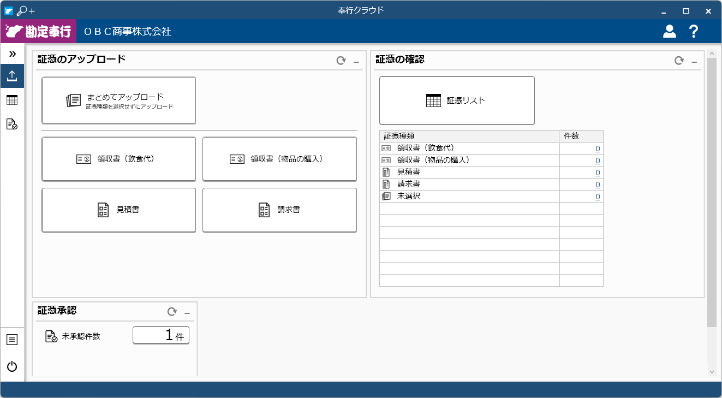 奉行クラウド
勘定奉行
ＯＢＣ商事株式会社
証憑のアップロード
まとめてアップロード
証憑種類を選択せずにアップロード
領収書（飲食代）
領収書（物品の購入）
見積書
請求書
証憑の確認
証憑リスト
証憑種類 件数
領収書（飲食代） 0
領収書（物品の購入） 0
見積書 0
請求書 0
未選択 0
証憑承認
未承認件数 1件